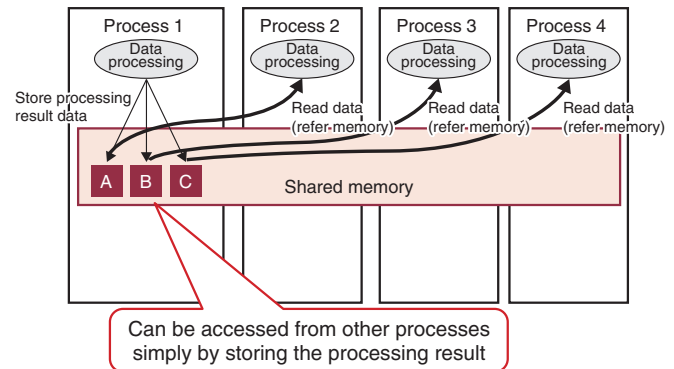 Process 1
Process 2
Process 3
Process 4
Data
processing
Data
processing
Data
processing
Data
processing
Store processing
result data
Read data
(refer memory)
Read data
(refer memory)
Read data
(refer memory)
A
B
C
Shared memory
Can be accessed from other processes
simply by storing the processing result